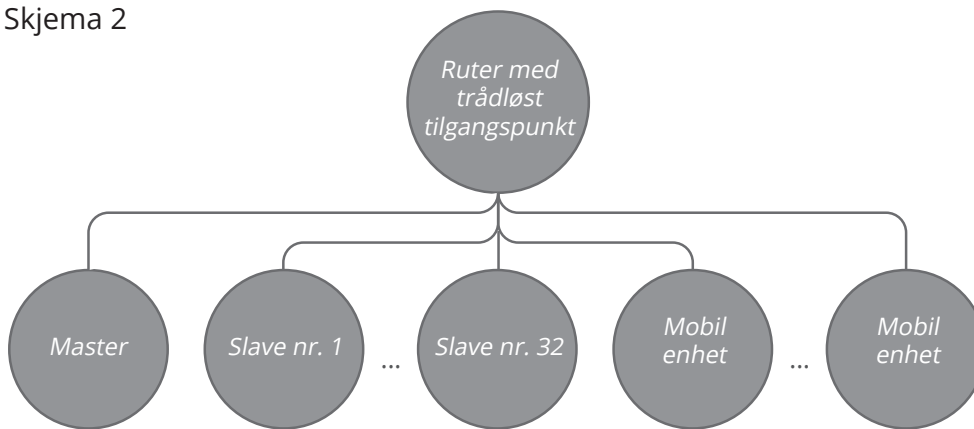 Skjema 2
Ruter med
trådløst
tilgangspunkt
Master
Slave nr. 1
...
Slave nr. 32
Mobil
enhet
...
Mobil
enhet